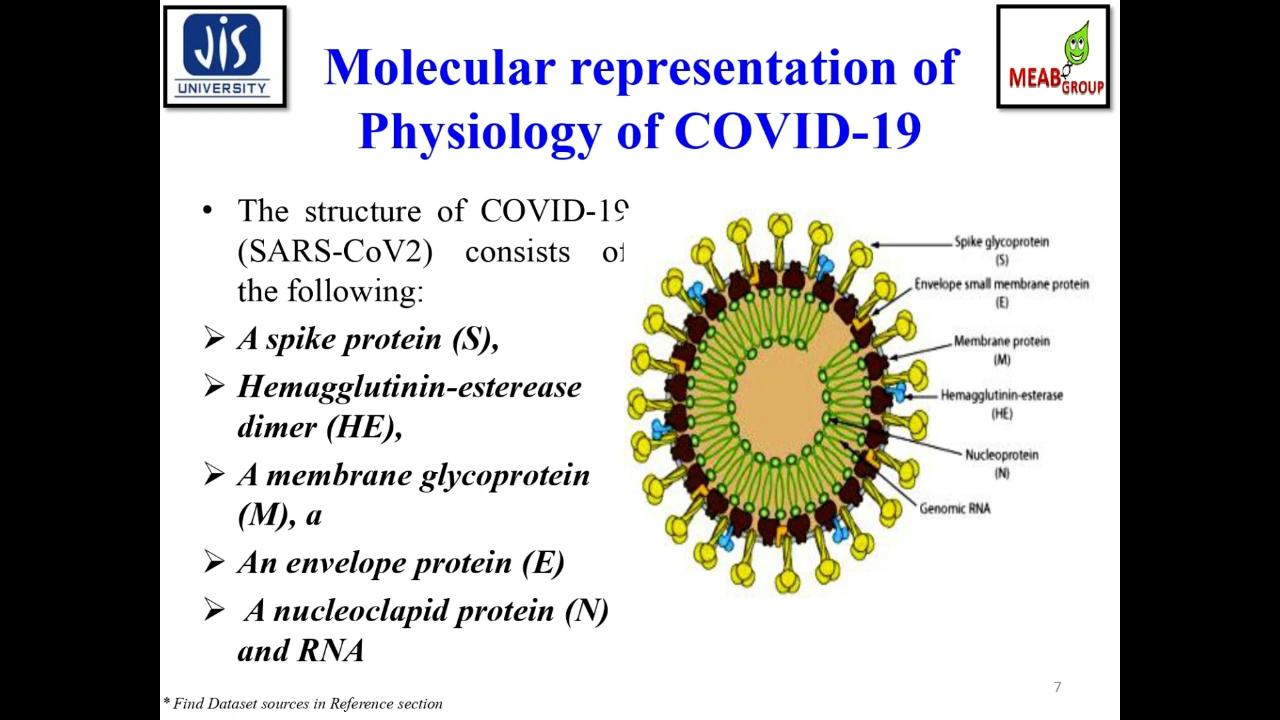 JIS
UNIVERSITY
MEAB
GROUP
Molecular representation of
Physiology of COVID-19
• The structure of COVID-19
(SARS-CoV2) consists of
the following:
➢ A spike protein (S),
➢ Hemagglutinin-esterease
dimer (HE),
➢ A membrane glycoprotein
(M), a
➢ An envelope protein (E)
➢ A nucleoclapid protein (N)
and RNA
Spike glycoprotein
(S)
Envelope small membrane protein
(E)
Membrane protein
(M)
Hemagglutinin-esterase
(HE)
Nucleoprotein
(N)
Genomic RNA
* Find Dataset sources in Reference section
7